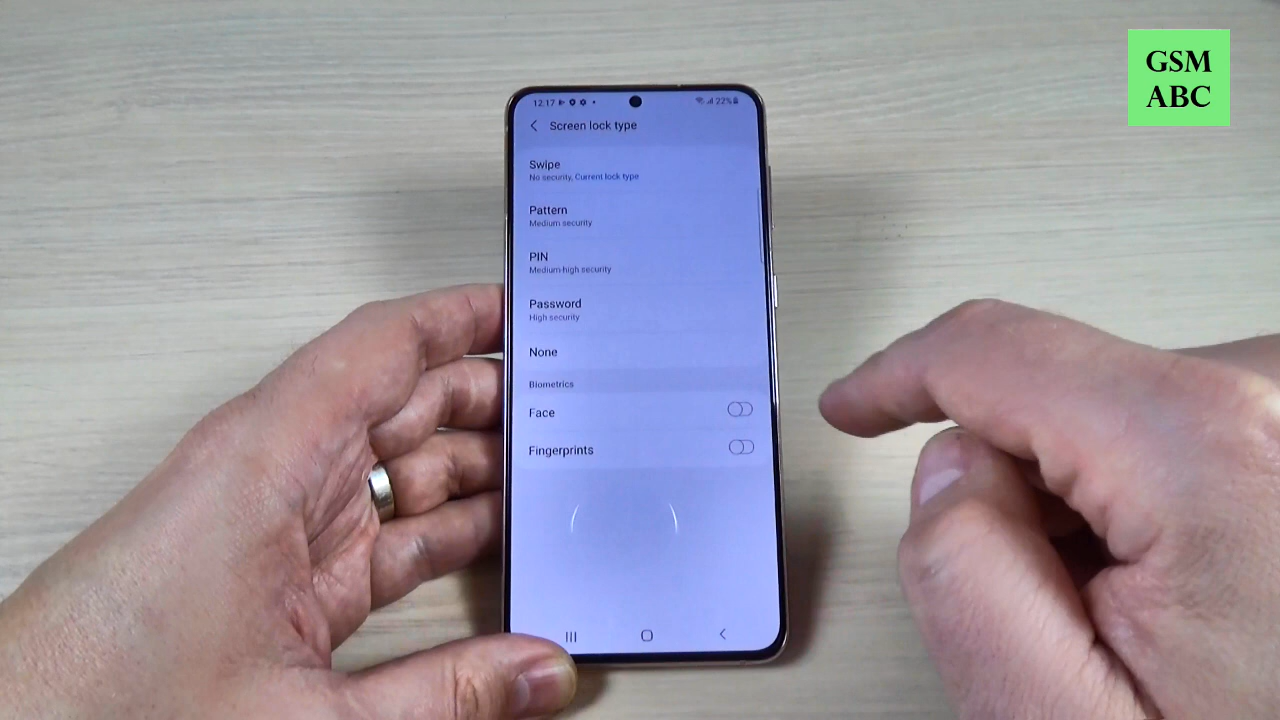 GSM
ABC
12.17
22%
Screen lock type
Swipe
No security, Current lock type
Pattern
Medium security
PIN
Medium-high security
Password
High security
None
Biometrics
Face
Fingerprints